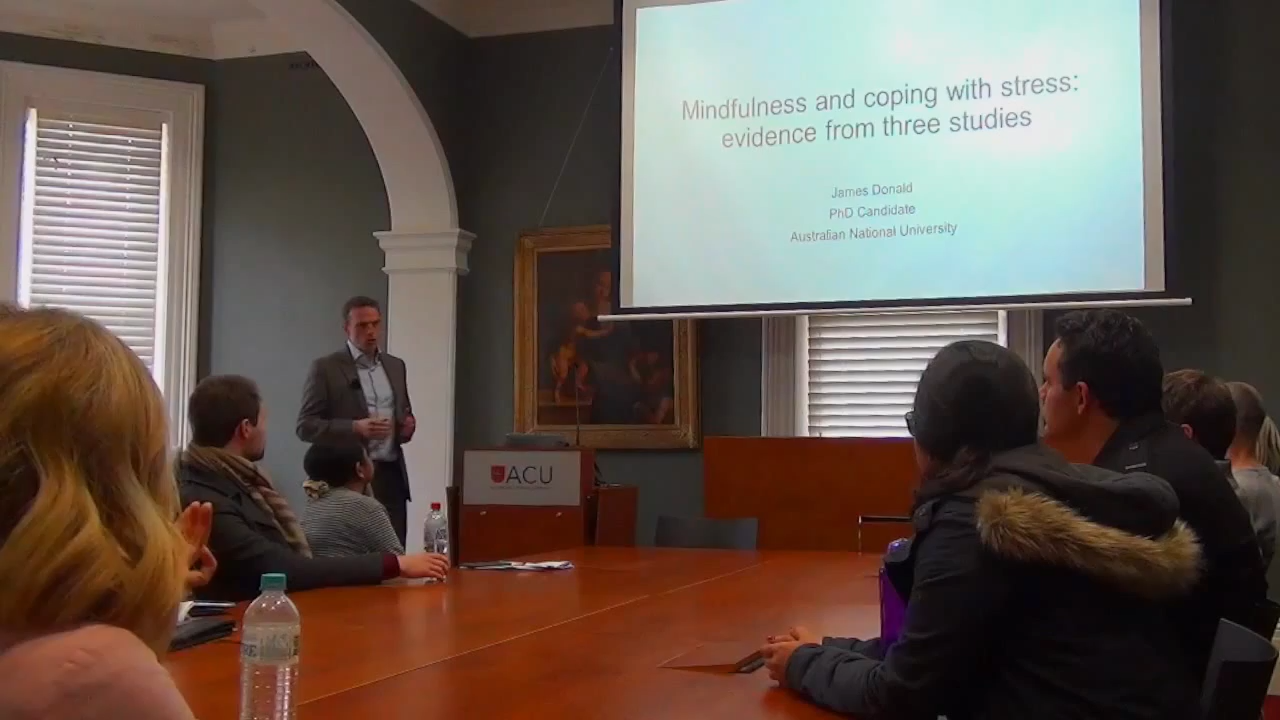 Mindfulness and coping with stress:
evidence from three studies
James Donald
PhD Candidate
Australian National University
ACU